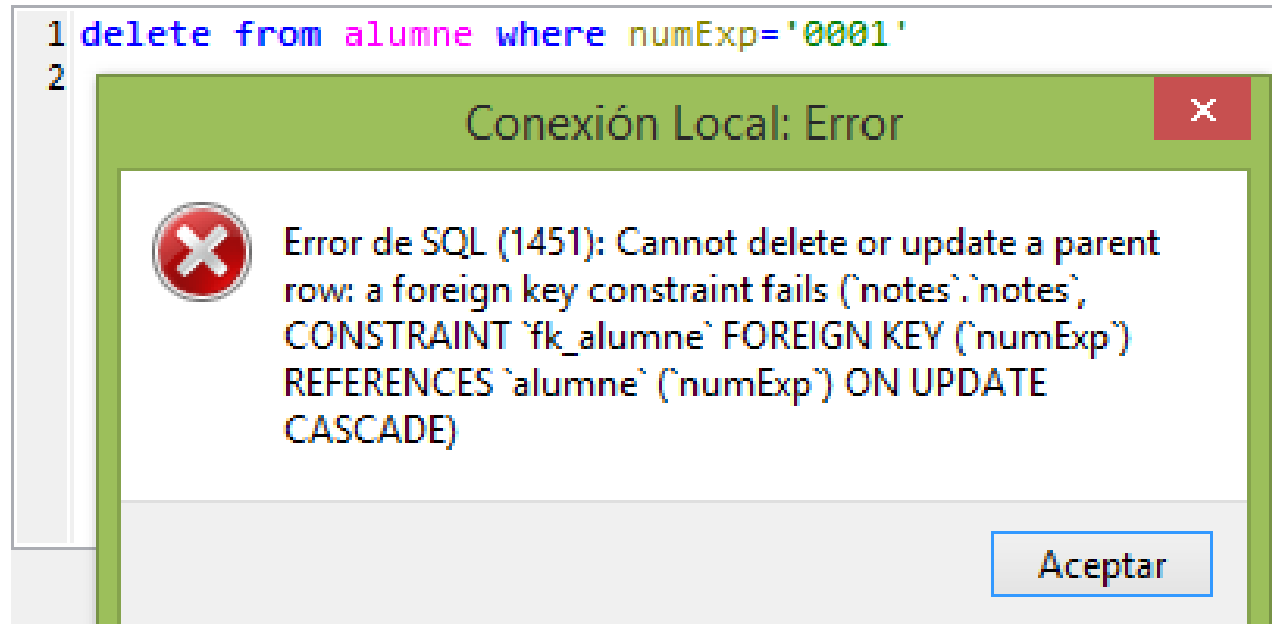 1 delete from alumne where numExp='0001'
2
Conexión Local: Error
Error de SQL (1451): Cannot delete or update a parent
row: a foreign key constraint fails (`notes`.`notes`,
CONSTRAINT `fk_alumne` FOREIGN KEY (`numExp`)
REFERENCES `alumne` (`numExp`) ON UPDATE
CASCADE)
Aceptar